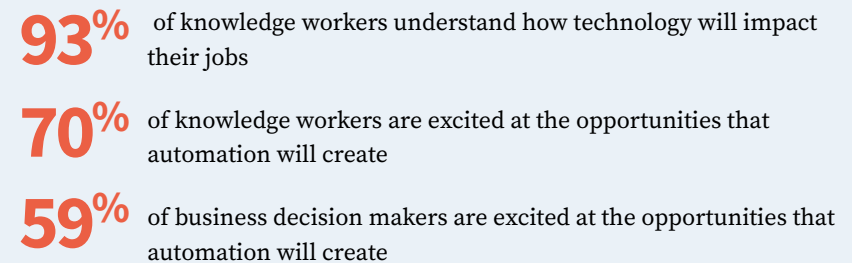 93% of knowledge workers understand how technology will impact
their jobs
70% of knowledge workers are excited at the opportunities that
automation will create
59% of business decision makers are excited at the opportunities that
automation will create